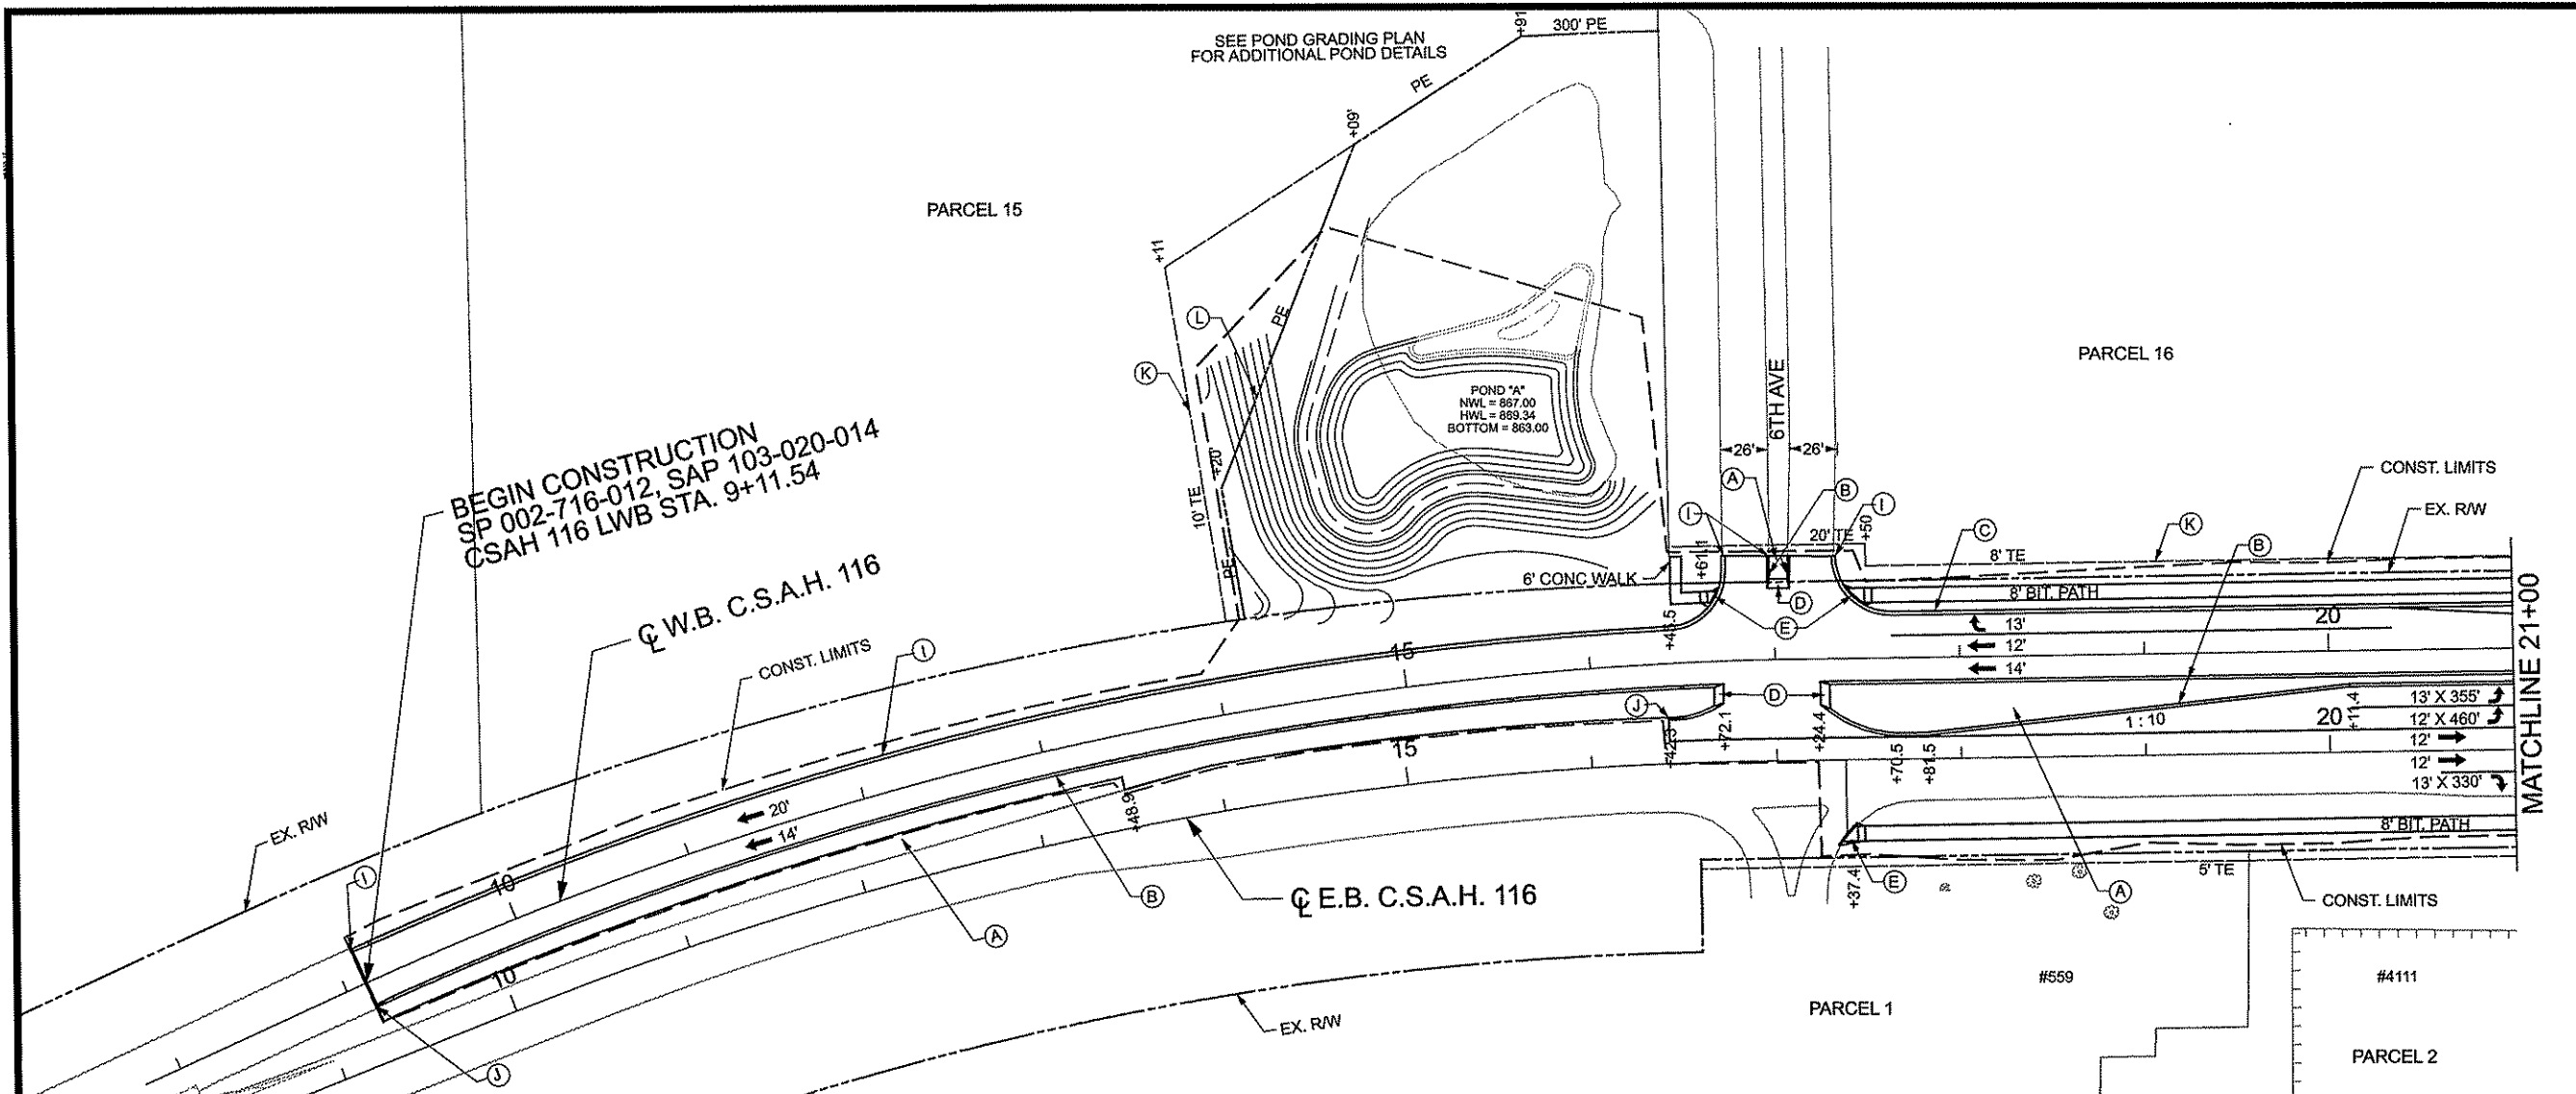 SEE POND GRADING PLAN
FOR ADDITIONAL POND DETAILS
+91
300' PE
PE
+09'
PARCEL 15
+11
L
PE
K
POND "A"
NWL = 867.00
HWL = 869.34
BOTTOM = 863.00
6TH AVE
26'
26'
PARCEL 16
BEGIN CONSTRUCTION
SP 002-716-012, SAP 103-020-014
CSAH 116 LWB STA. 9+11.54
+20'
10' TE
PE
A
B
I
I
20' TE
+50
C
CONST. LIMITS
EX. R/W
K
B
8' TE
+61.1
6' CONC WALK
D
8' BIT. PATH
E
℄ W.B. C.S.A.H. 116
CONST. LIMITS
I
15
13'
12'
14'
20
MATCHLINE 21+00
J
D
+72.1
+24.4
+70.5
+81.5
1 : 10
20
+11.4
13' X 355'
12' X 460'
12'
12'
13' X 330'
15
20'
14'
+48.9
EX. R/W
I
10
A
B
℄ E.B. C.S.A.H. 116
8' BIT. PATH
5' TE
E
+37.4
A
CONST. LIMITS
10
J
EX. R/W
#559
#4111
PARCEL 1
PARCEL 2